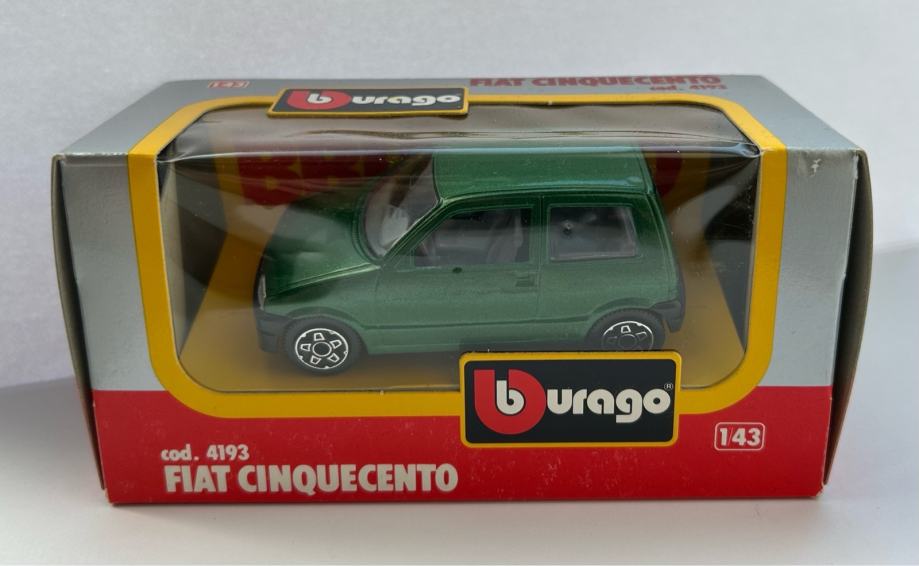 1:43
FIAT CINQUECENTO
cod. 4193
burago
burago®
cod. 4193
FIAT CINQUECENTO
1/43